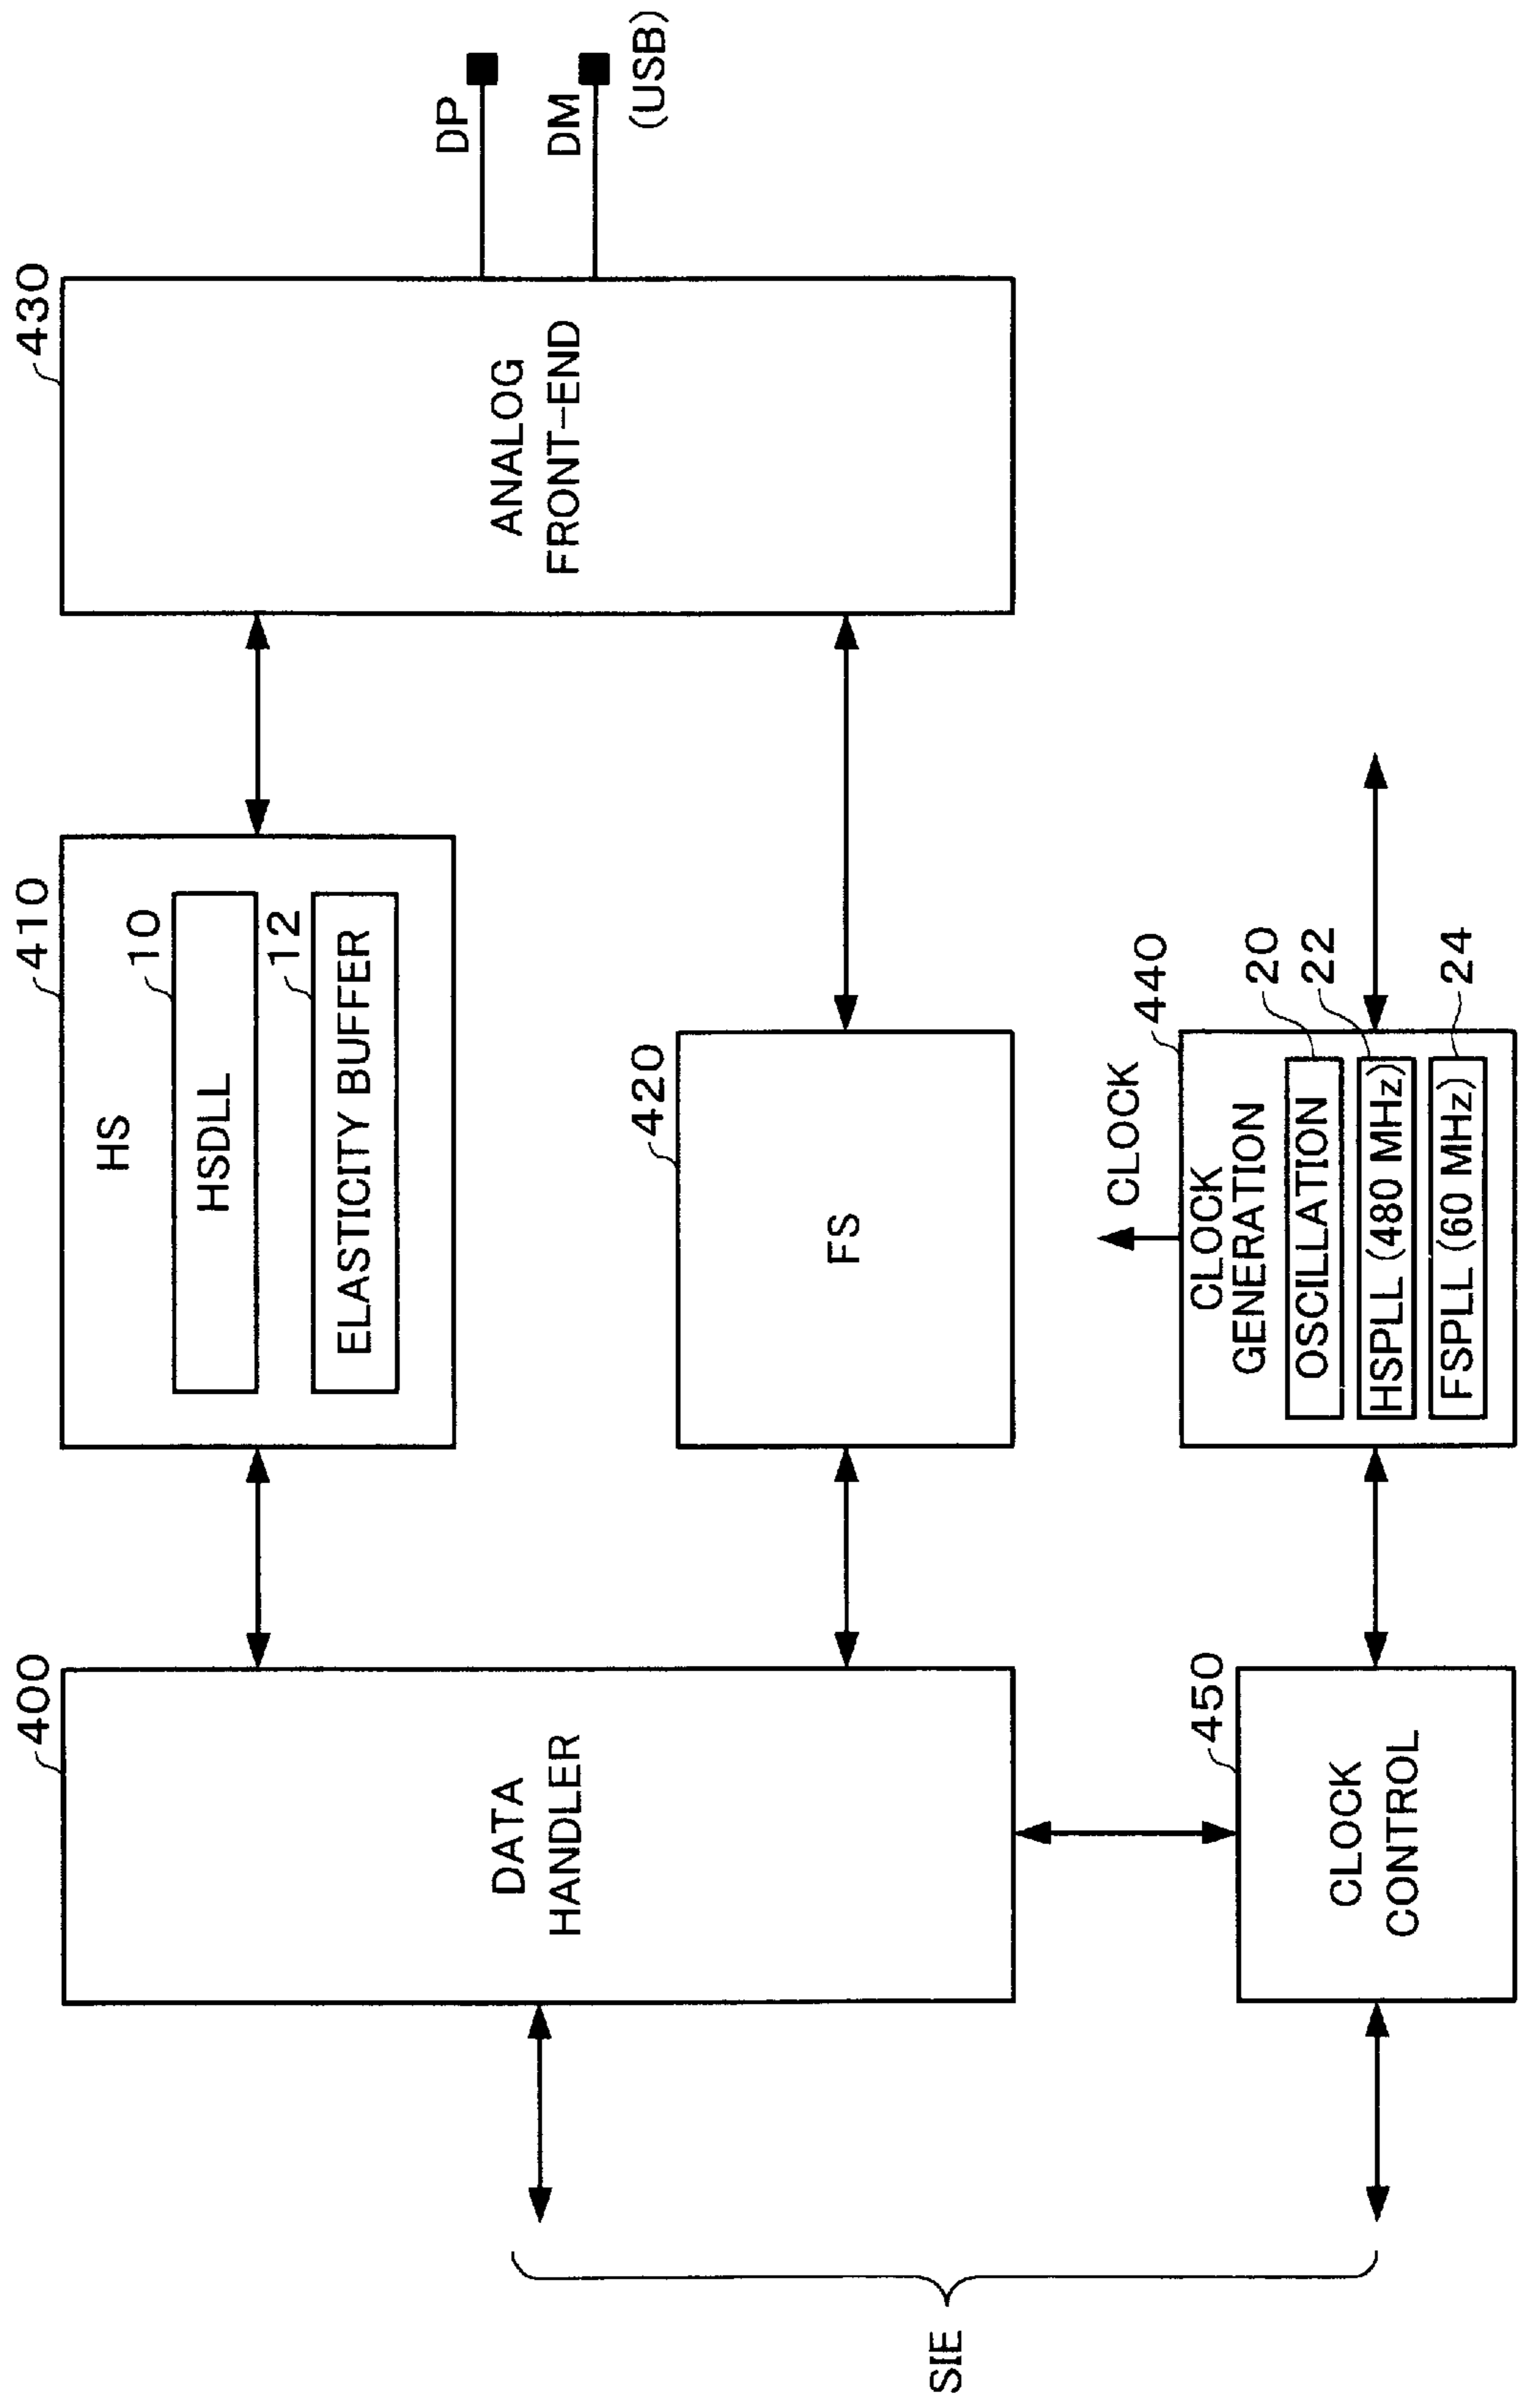 400
DATA
HANDLER
410
HS
10
HSDLL
12
ELASTICITY BUFFER
430
ANALOG
FRONT-END
DP
DM
(USB)
420
FS
SIE
450
CLOCK
CONTROL
CLOCK
440
CLOCK
GENERATION
OSCILLATION
20
HSPLL (480 MHz)
22
FSPLL (60 MHz)
24